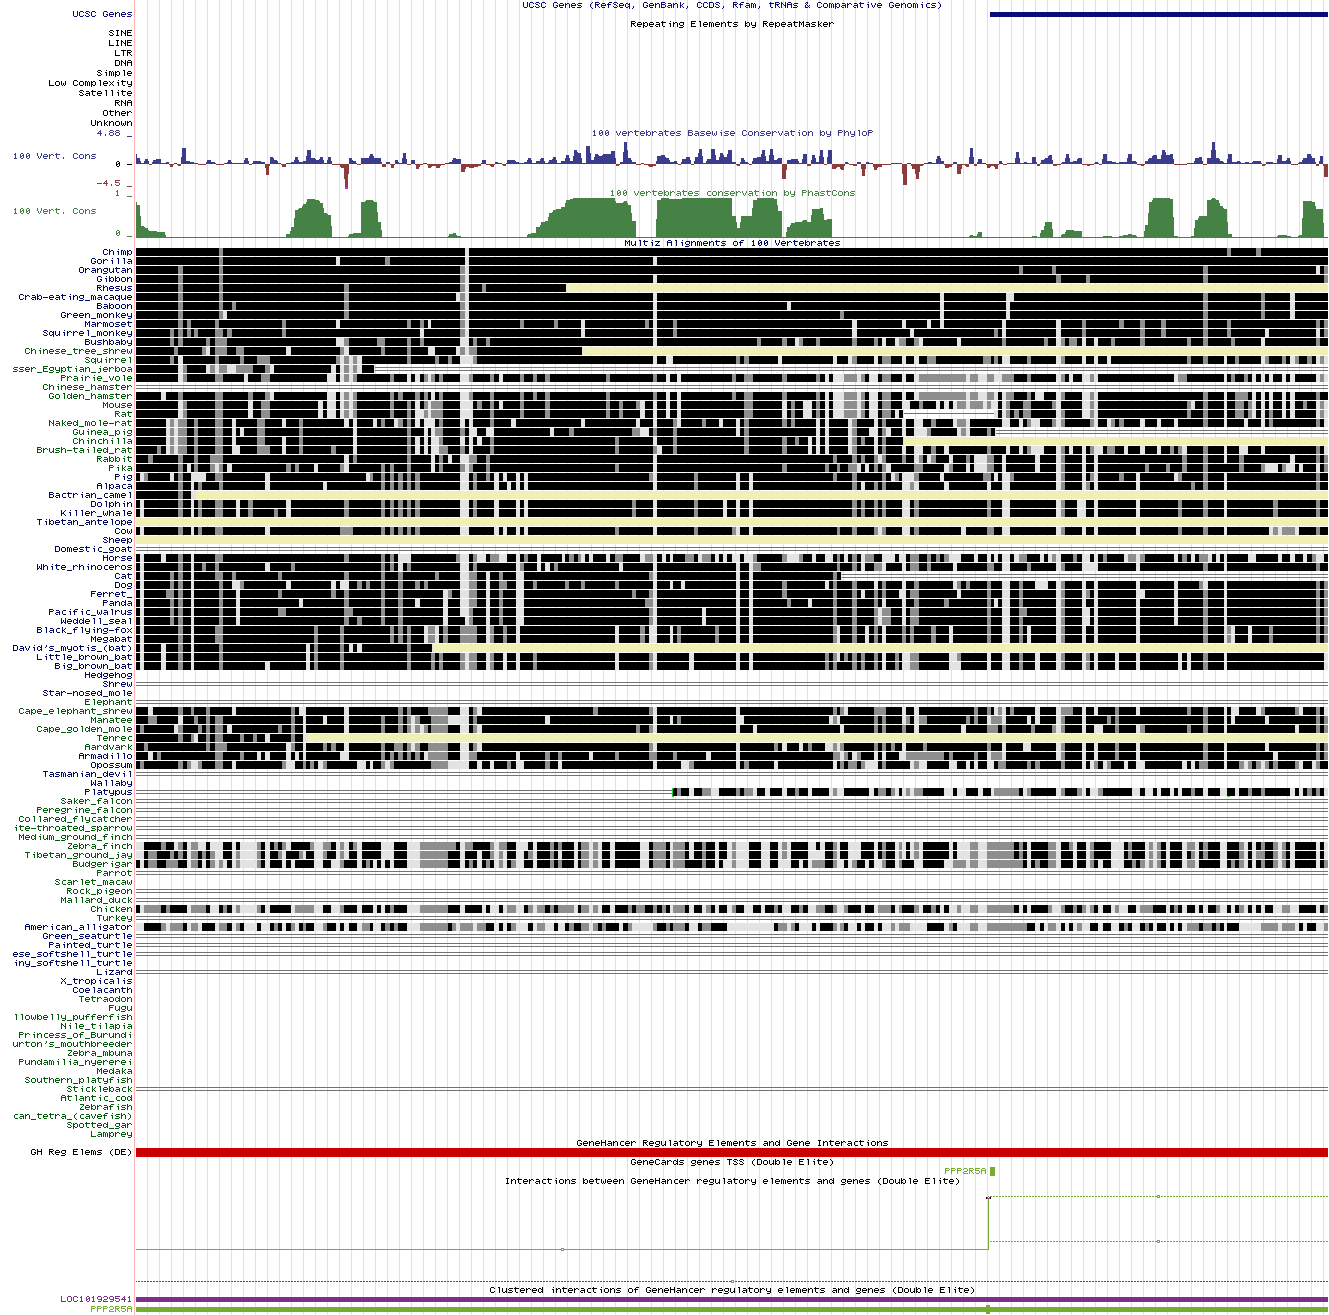 UCSC Genes (RefSeq, GenBank, CCDS, Rfam, tRNAs & Comparative Genomics)
UCSC Genes
Repeating Elements by RepeatMasker
SINE
LINE
LTR
DNA
Simple
Low Complexity
Satellite
RNA
Other
Unknown
100 vertebrates Basewise Conservation by PhyloP
4.88 _
100 Vert. Cons
0 _
-4.5 _
100 vertebrates conservation by PhastCons
1 _
100 Vert. Cons
0 _
Multiz Alignments of 100 Vertebrates
Chimp
Gorilla
Orangutan
Gibbon
Rhesus
Crab-eating_macaque
Baboon
Green_monkey
Marmoset
Squirrel_monkey
Bushbaby
Chinese_tree_shrew
Squirrel
sser_Egyptian_jerboa
Prairie_vole
Chinese_hamster
Golden_hamster
Mouse
Rat
Naked_mole-rat
Guinea_pig
Chinchilla
Brush-tailed_rat
Rabbit
Pika
Pig
Alpaca
Bactrian_camel
Dolphin
Killer_whale
Tibetan_antelope
Cow
Sheep
Domestic_goat
Horse
White_rhinoceros
Cat
Dog
Ferret_
Panda
Pacific_walrus
Weddell_seal
Black_flying-fox
Megabat
David's_myotis_(bat)
Little_brown_bat
Big_brown_bat
Hedgehog
Shrew
Star-nosed_mole
Elephant
Cape_elephant_shrew
Manatee
Cape_golden_mole
Tenrec
Aardvark
Armadillo
Opossum
Tasmanian_devil
Wallaby
Platypus
Saker_falcon
Peregrine_falcon
Collared_flycatcher
ite-throated_sparrow
Medium_ground_finch
Zebra_finch
Tibetan_ground_jay
Budgerigar
Parrot
Scarlet_macaw
Rock_pigeon
Mallard_duck
Chicken
Turkey
American_alligator
Green_seaturtle
Painted_turtle
ese_softshell_turtle
iny_softshell_turtle
Lizard
X_tropicalis
Coelacanth
Tetraodon
Fugu
llowbelly_pufferfish
Nile_tilapia
Princess_of_Burundi
urton's_mouthbreeder
Zebra_mbuna
Pundamilia_nyererei
Medaka
Southern_platyfish
Stickleback
Atlantic_cod
Zebrafish
can_tetra_(cavefish)
Spotted_gar
Lamprey
GeneHancer Regulatory Elements and Gene Interactions
GH Reg Elems (DE)
GeneCards genes TSS (Double Elite)
PPP2R5A
Interactions between GeneHancer regulatory elements and genes (Double Elite)
Clustered interactions of GeneHancer regulatory elements and genes (Double Elite)
LOC101929541
PPP2R5A